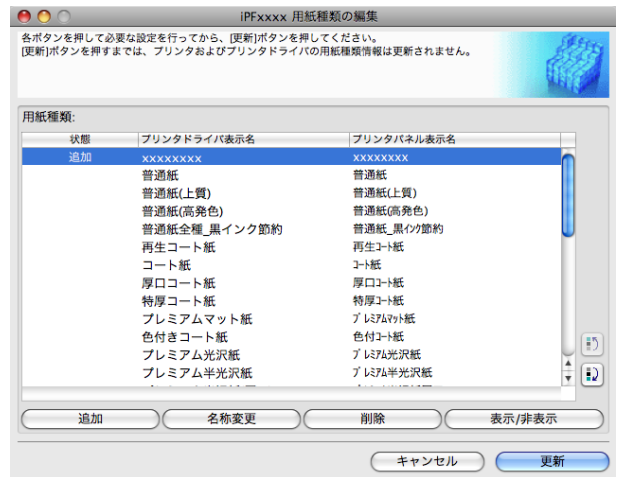 iPFxxxx 用紙種類の編集
各ボタンを押して必要な設定を行ってから、[更新]ボタンを押してください。
[更新]ボタンを押すまでは、プリンタおよびプリンタドライバの用紙種類情報は更新されません。
用紙種類:
状態 プリンタドライバ表示名 プリンタパネル表示名
追加 xxxxxxxx xxxxxxxx
普通紙 普通紙
普通紙(上質) 普通紙(上質)
普通紙(高発色) 普通紙(高発色)
普通紙全種_黒インク節約 普通紙_黒ｲﾝｸ節約
再生コート紙 再生ｺｰﾄ紙
コート紙 ｺｰﾄ紙
厚口コート紙 厚口ｺｰﾄ紙
特厚コート紙 特厚ｺｰﾄ紙
プレミアムマット紙 ﾌﾟﾚﾐｱﾑﾏｯﾄ紙
色付きコート紙 色付ｺｰﾄ紙
プレミアム光沢紙 ﾌﾟﾚﾐｱﾑ光沢紙
プレミアム半光沢紙 ﾌﾟﾚﾐｱﾑ半光沢紙
追加 名称変更 削除 表示/非表示
キャンセル 更新